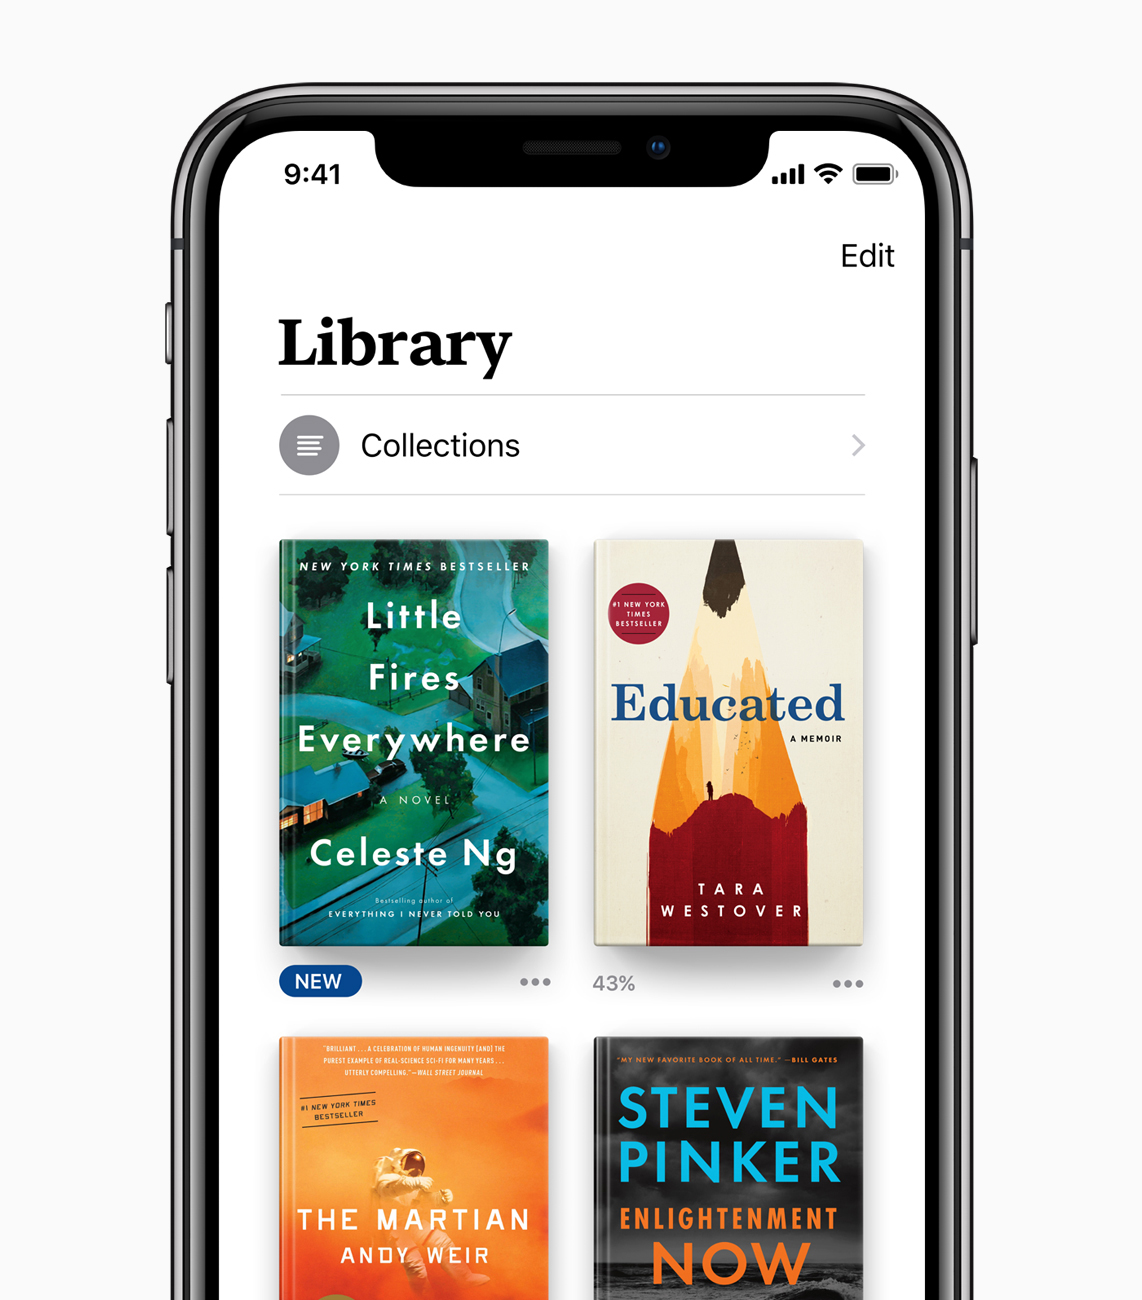 9:41
Edit
Library
Collections
NEW YORK TIMES BESTSELLER
Little
Fires
Everywhere
A NOVEL
Celeste Ng
Bestselling author of
EVERYTHING I NEVER TOLD YOU
#1 NEW YORK
TIMES
BESTSELLER
Educated
A MEMOIR
TARA
WESTOVER
NEW
43%
"BRILLIANT . . . A CELEBRATION OF HUMAN INGENUITY [AND] THE
PUREST EXAMPLE OF REAL-SCIENCE SCI-FI FOR MANY YEARS . . .
UTTERLY COMPELLING."—WALL STREET JOURNAL
#1 NEW YORK TIMES
BESTSELLER
THE MARTIAN
ANDY WEIR
"MY NEW FAVORITE BOOK OF ALL TIME." —BILL GATES
STEVEN
PINKER
ENLIGHTENMENT
NOW